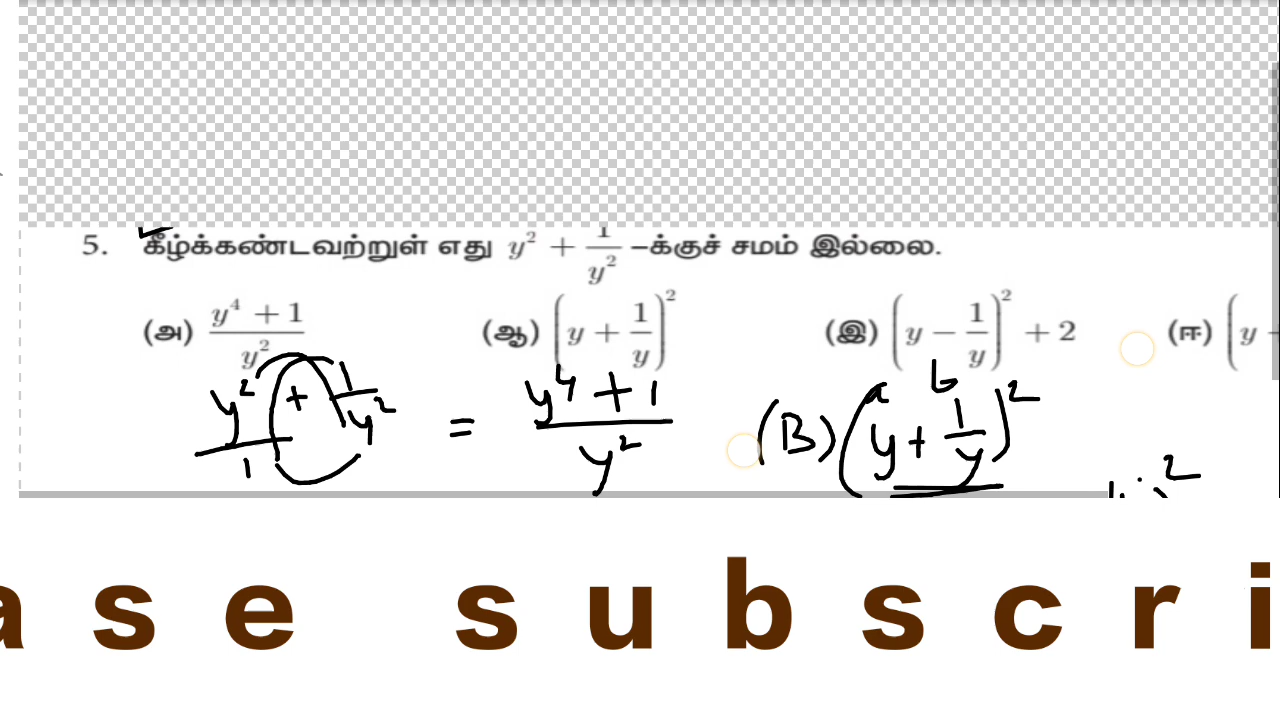 5. கீழ்க்கண்டவற்றுள் எது y² + 1/y² –க்குச் சமம் இல்லை.
(அ) (y⁴ + 1)/y² (ஆ) (y + 1/y)² (இ) (y − 1/y)² + 2 (ஈ) (y
y²/1 + 1/y² = (y⁴ + 1)/y² (B) (y + 1/y)²
a b
ase subscri